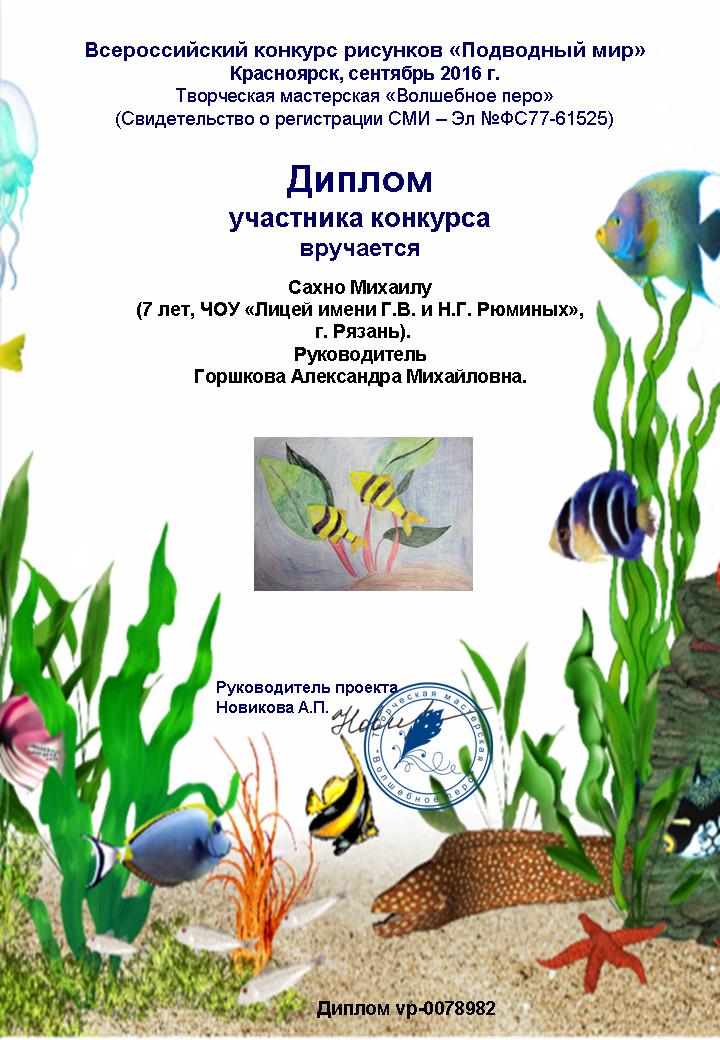 Всероссийский конкурс рисунков «Подводный мир»
Красноярск, сентябрь 2016 г.
Творческая мастерская «Волшебное перо»
(Свидетельство о регистрации СМИ – Эл №ФС77-61525)
Диплом
участника конкурса
вручается
Сахно Михаилу
(7 лет, ЧОУ «Лицей имени Г.В. и Н.Г. Рюминых»,
г. Рязань).
Руководитель
Горшкова Александра Михайловна.
Руководитель проекта
Новикова А.П.
Творческая мастерская
«Волшебное перо»
Диплом vp-0078982